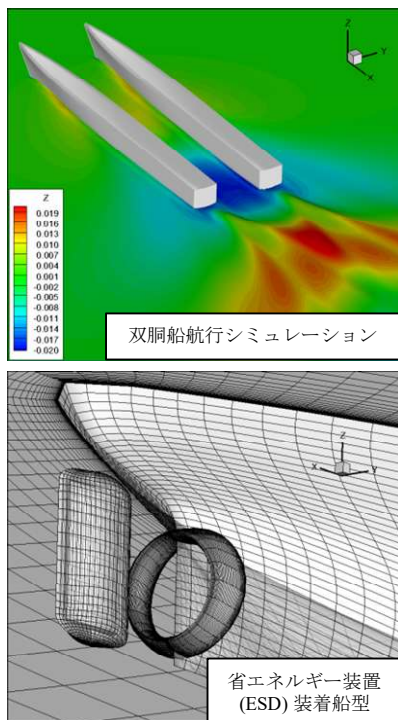 Z
Y
X
Z
0.019
0.016
0.013
0.010
0.007
0.004
0.001
-0.002
-0.005
-0.008
-0.011
-0.014
-0.017
-0.020
双胴船航行シミュレーション
Z
X
Y
省エネルギー装置
(ESD) 装着船型